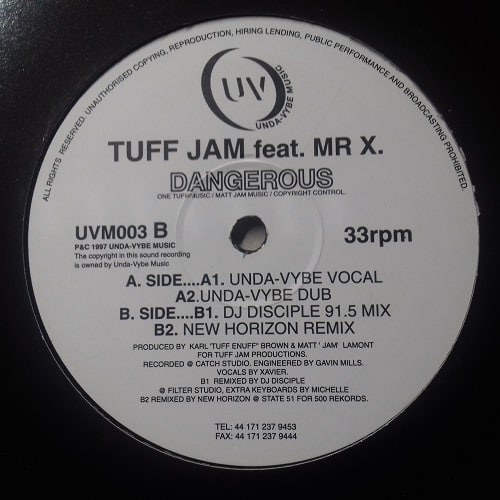 ALL RIGHTS RESERVED. UNAUTHORISED COPYING, REPRODUCTION, HIRING LENDING, PUBLIC PERFORMANCE AND BROADCASTING PROHIBITED.
UV
UNDA-VYBE MUSIC
TUFF JAM feat. MR X.
DANGEROUS
ONE TUFF MUSIC / MATT JAM MUSIC / COPYRIGHT CONTROL.
UVM003 B
33rpm
P&C 1997 UNDA-VYBE MUSIC
The copyright in this sound recording
is owned by Unda-Vybe Music
A. SIDE....A1. UNDA-VYBE VOCAL
A2.UNDA-VYBE DUB
B. SIDE....B1. DJ DISCIPLE 91.5 MIX
B2. NEW HORIZON REMIX
PRODUCED BY KARL 'TUFF ENUFF' BROWN & MATT 'JAM' LAMONT
FOR TUFF JAM PRODUCTIONS.
RECORDED @ CATCH STUDIO. ENGINEERED BY GAVIN MILLS.
VOCALS BY XAVIER.
B1 REMIXED BY DJ DISCIPLE
@ FILTER STUDIO, EXTRA KEYBOARDS BY MICHELLE
B2 REMIXED BY NEW HORIZON @ STATE 51 FOR 500 REKORDS.
TEL: 44 171 237 9453
FAX: 44 171 237 9444